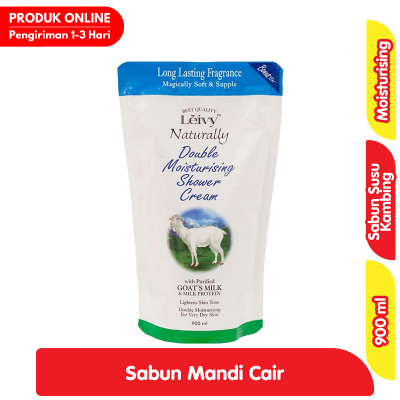 PRODUK ONLINE
Pengiriman 1-3 Hari
Long Lasting Fragrance
Magically Soft & Supple
BEST QUALITY
Leivy™
Naturally
Double
Moisturising
Shower
Cream
with Purified
GOAT'S MILK
& MILK PROTEIN
Lightens Skin Tone
Double Moisturising
for Very Dry Skin
900 ml
Moisturising
Sabun Susu
Kambing
900 ml
Sabun Mandi Cair